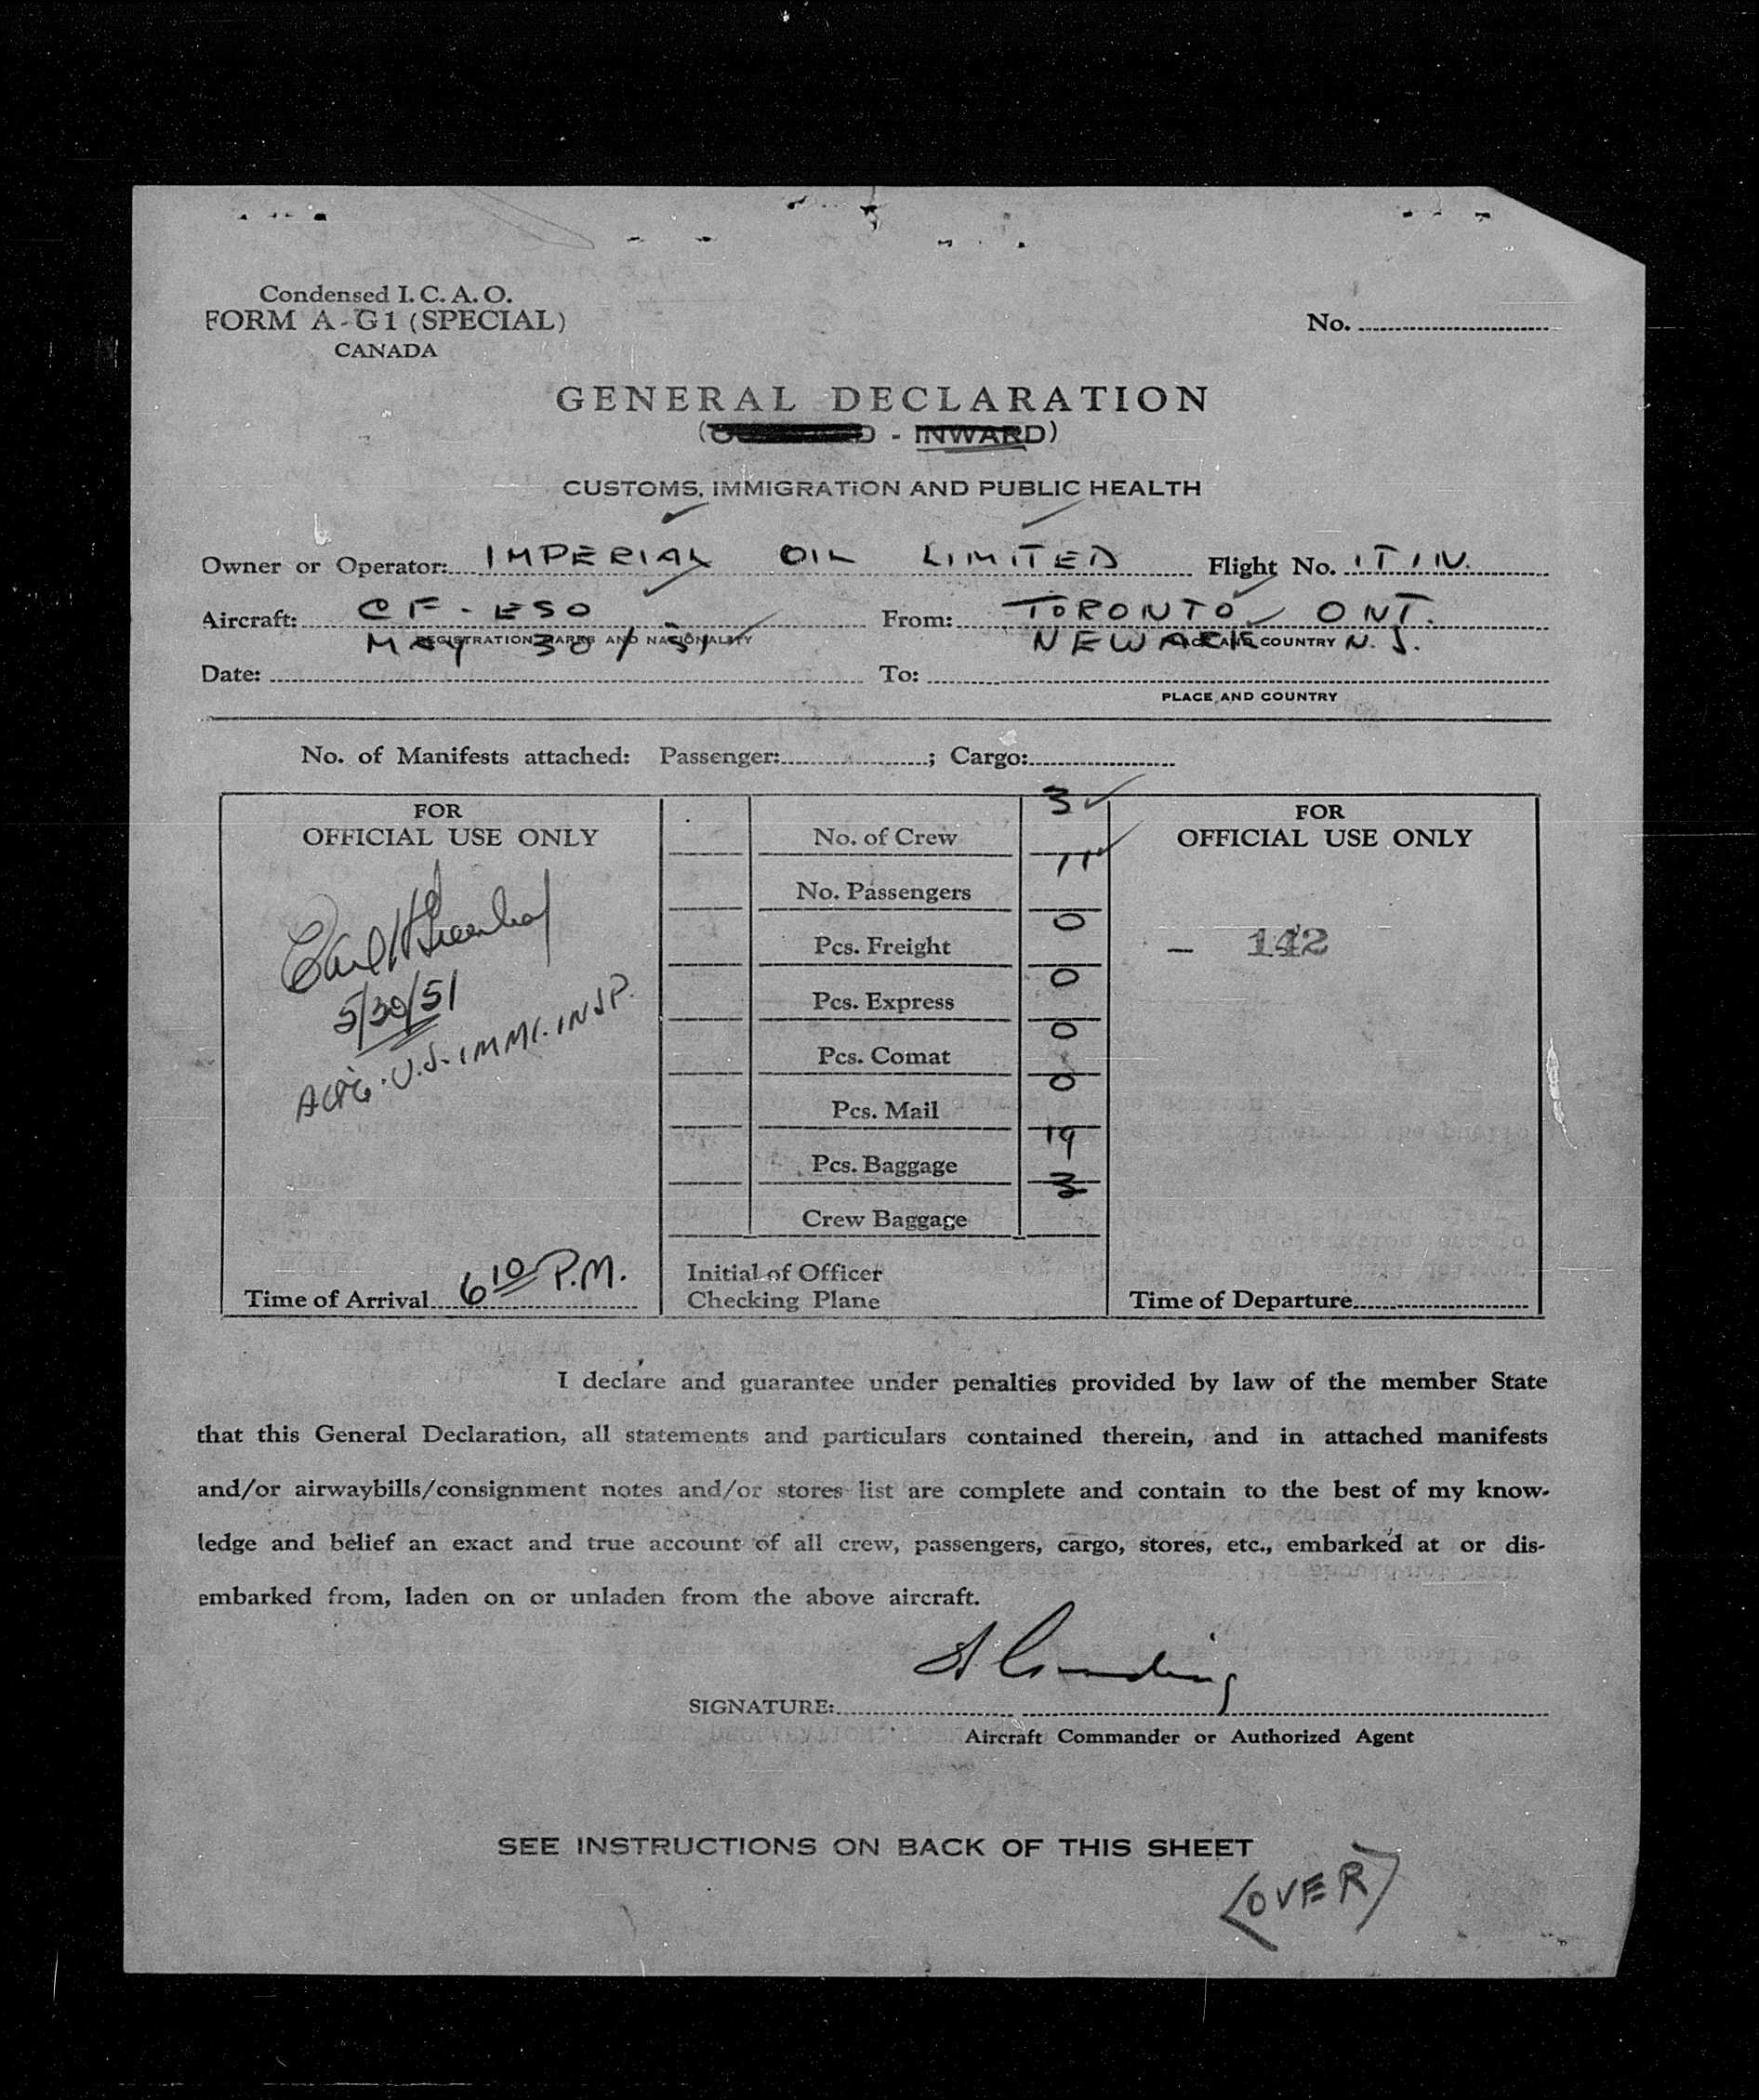 Condensed I. C. A. O.
FORM A-G1 (SPECIAL)
CANADA
No.
GENERAL DECLARATION
( - INWARD)
CUSTOMS, IMMIGRATION AND PUBLIC HEALTH
Owner or Operator: IMPERIAL OIL LIMITED Flight No. ITIN.
Aircraft: CF-ESO From: TORONTO ONT.
REGISTRATION MARKS AND NATIONALITY PLACE AND COUNTRY
MAY 30/51 NEWARK N.J.
Date: To:
PLACE AND COUNTRY
No. of Manifests attached: Passenger: ; Cargo:
FOR
OFFICIAL USE ONLY
5/30/51
ACT'G. U.S. IMMI. INSP.
Time of Arrival 6 10 P.M.
3
No. of Crew
11
No. Passengers
0
Pcs. Freight
0
Pcs. Express
0
Pcs. Comat
0
Pcs. Mail
19
Pcs. Baggage
3
Crew Baggage
Initial of Officer
Checking Plane
FOR
OFFICIAL USE ONLY
- 142
Time of Departure
I declare and guarantee under penalties provided by law of the member State
that this General Declaration, all statements and particulars contained therein, and in attached manifests
and/or airwaybills/consignment notes and/or stores list are complete and contain to the best of my know-
ledge and belief an exact and true account of all crew, passengers, cargo, stores, etc., embarked at or dis-
embarked from, laden on or unladen from the above aircraft.
SIGNATURE:
Aircraft Commander or Authorized Agent
SEE INSTRUCTIONS ON BACK OF THIS SHEET
(OVER)